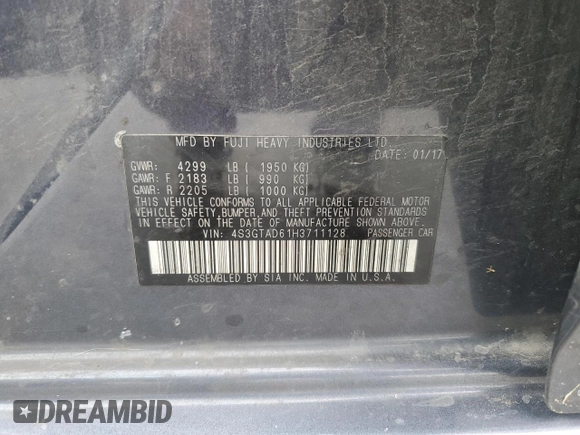 MFD BY FUJI HEAVY INDUSTRIES LTD.
DATE: 01/17
GVWR: 4299 LB ( 1950 KG)
GAWR: F 2183 LB ( 990 KG)
GAWR: R 2205 LB ( 1000 KG)
THIS VEHICLE CONFORMS TO ALL APPLICABLE FEDERAL MOTOR
VEHICLE SAFETY, BUMPER, AND THEFT PREVENTION STANDARDS
IN EFFECT ON THE DATE OF MANUFACTURE SHOWN ABOVE.
VIN: 4S3GTAD61H3711128 PASSENGER CAR
ASSEMBLED BY SIA INC. MADE IN U.S.A.
DREAMBID